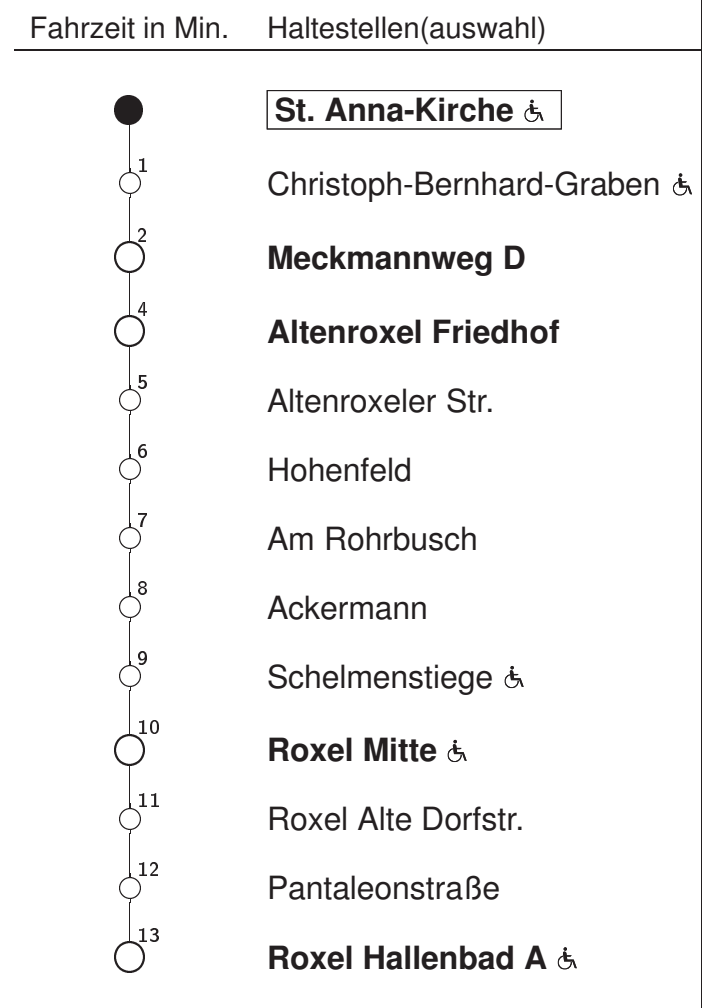 Fahrzeit in Min. Haltestellen(auswahl)
St. Anna-Kirche
1 Christoph-Bernhard-Graben
2 Meckmannweg D
4 Altenroxel Friedhof
5 Altenroxeler Str.
6 Hohenfeld
7 Am Rohrbusch
8 Ackermann
9 Schelmenstiege
10 Roxel Mitte
11 Roxel Alte Dorfstr.
12 Pantaleonstraße
13 Roxel Hallenbad A